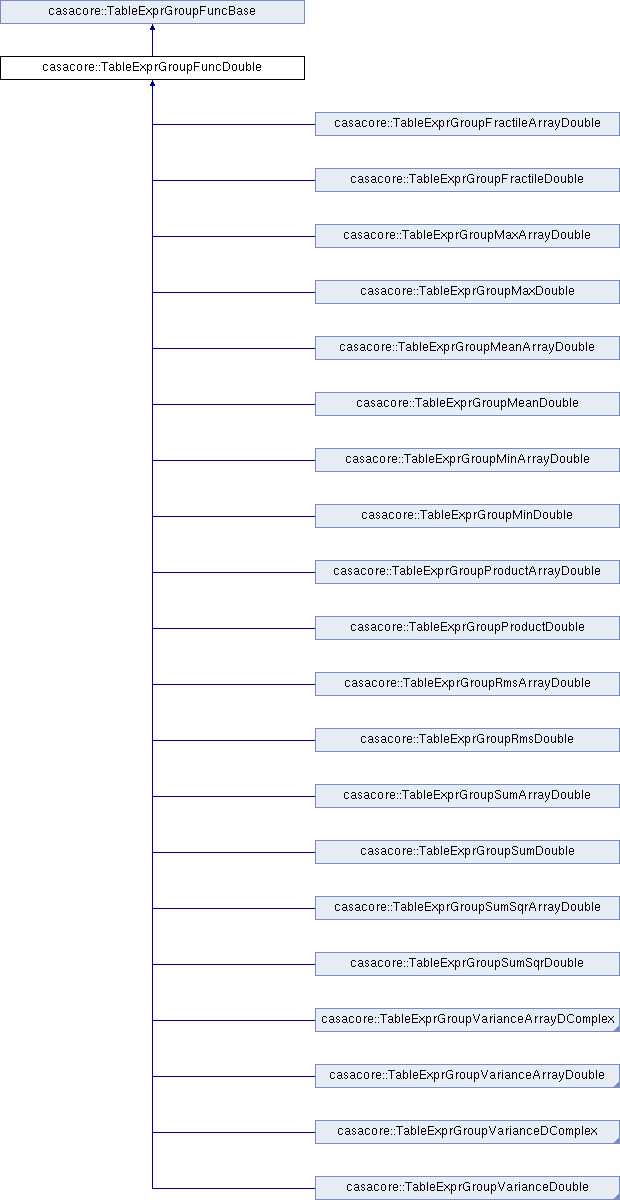 casacore::TableExprGroupFuncBase
casacore::TableExprGroupFuncDouble
casacore::TableExprGroupFractileArrayDouble
casacore::TableExprGroupFractileDouble
casacore::TableExprGroupMaxArrayDouble
casacore::TableExprGroupMaxDouble
casacore::TableExprGroupMeanArrayDouble
casacore::TableExprGroupMeanDouble
casacore::TableExprGroupMinArrayDouble
casacore::TableExprGroupMinDouble
casacore::TableExprGroupProductArrayDouble
casacore::TableExprGroupProductDouble
casacore::TableExprGroupRmsArrayDouble
casacore::TableExprGroupRmsDouble
casacore::TableExprGroupSumArrayDouble
casacore::TableExprGroupSumDouble
casacore::TableExprGroupSumSqrArrayDouble
casacore::TableExprGroupSumSqrDouble
casacore::TableExprGroupVarianceArrayDComplex
casacore::TableExprGroupVarianceArrayDouble
casacore::TableExprGroupVarianceDComplex
casacore::TableExprGroupVarianceDouble